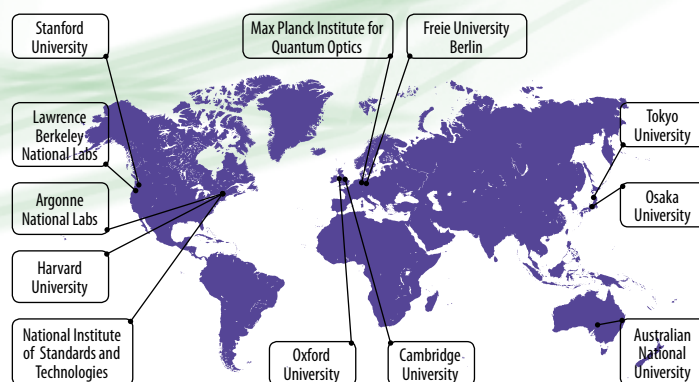 Stanford
University
Max Planck Institute for
Quantum Optics
Freie University
Berlin
Lawrence
Berkeley
National Labs
Tokyo
University
Argonne
National Labs
Osaka
University
Harvard
University
National Institute
of Standards and
Technologies
Oxford
University
Cambridge
University
Australian
National
University